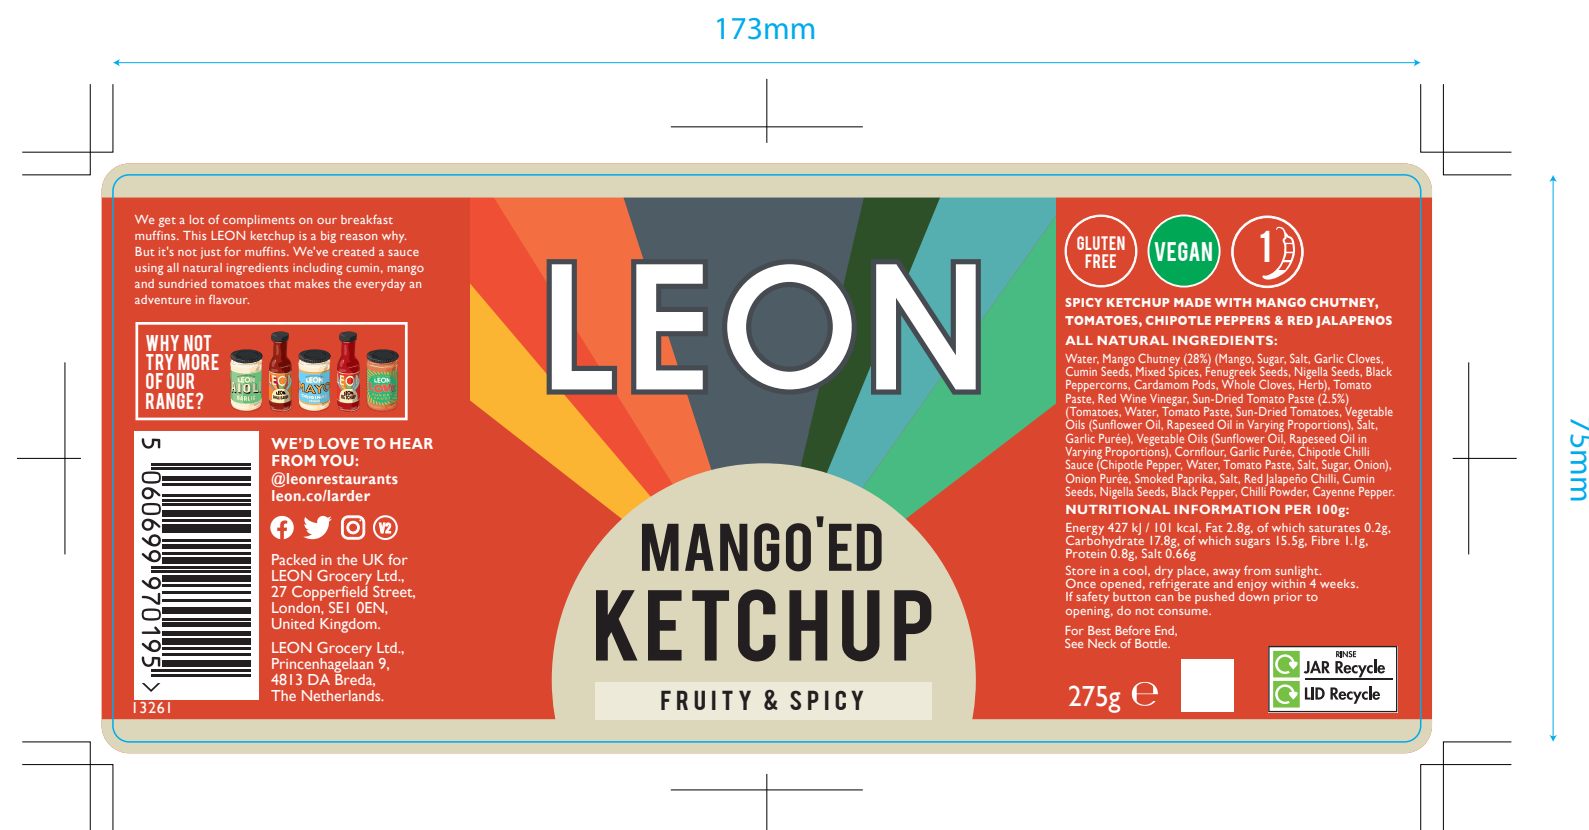 173mm
We get a lot of compliments on our breakfast
muffins. This LEON ketchup is a big reason why.
But it's not just for muffins. We've created a sauce
using all natural ingredients including cumin, mango
and sundried tomatoes that makes the everyday an
adventure in flavour.
WHY NOT
TRY MORE
OF OUR
RANGE?
LEON
AIOLI
GARLIC
LEON
LEON
MAYO
LEON
KETCHUP
LEON
5 060699 970195 >
13261
WE'D LOVE TO HEAR
FROM YOU:
@leonrestaurants
leon.co/larder
V2
Packed in the UK for
LEON Grocery Ltd.,
27 Copperfield Street,
London, SE1 0EN,
United Kingdom.
LEON Grocery Ltd.,
Princenhagelaan 9,
4813 DA Breda,
The Netherlands.
LEON
MANGO'ED
KETCHUP
FRUITY & SPICY
GLUTEN
FREE
VEGAN
1
SPICY KETCHUP MADE WITH MANGO CHUTNEY,
TOMATOES, CHIPOTLE PEPPERS & RED JALAPENOS
ALL NATURAL INGREDIENTS:
Water, Mango Chutney (28%) (Mango, Sugar, Salt, Garlic Cloves,
Cumin Seeds, Mixed Spices, Fenugreek Seeds, Nigella Seeds, Black
Peppercorns, Cardamom Pods, Whole Cloves, Herb), Tomato
Paste, Red Wine Vinegar, Sun-Dried Tomato Paste (2.5%)
(Tomatoes, Water, Tomato Paste, Sun-Dried Tomatoes, Vegetable
Oils (Sunflower Oil, Rapeseed Oil in Varying Proportions), Salt,
Garlic Purée), Vegetable Oils (Sunflower Oil, Rapeseed Oil in
Varying Proportions), Cornflour, Garlic Purée, Chipotle Chilli
Sauce (Chipotle Pepper, Water, Tomato Paste, Salt, Sugar, Onion),
Onion Purée, Smoked Paprika, Salt, Red Jalapeño Chilli, Cumin
Seeds, Nigella Seeds, Black Pepper, Chilli Powder, Cayenne Pepper.
NUTRITIONAL INFORMATION PER 100g:
Energy 427 kJ / 101 kcal, Fat 2.8g, of which saturates 0.2g,
Carbohydrate 17.8g, of which sugars 15.5g, Fibre 1.1g,
Protein 0.8g, Salt 0.66g
Store in a cool, dry place, away from sunlight.
Once opened, refrigerate and enjoy within 4 weeks.
If safety button can be pushed down prior to
opening, do not consume.
For Best Before End,
See Neck of Bottle.
275g ℮
RINSE
JAR Recycle
LID Recycle
75mm